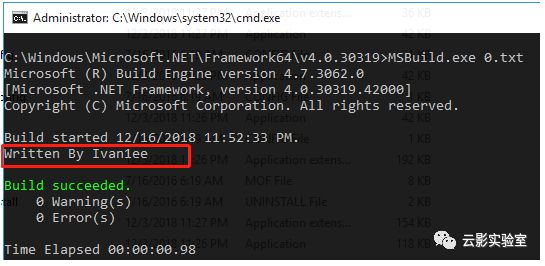 Administrator: C:\Windows\system32\cmd.exe
C:\Windows\Microsoft.NET\Framework64\v4.0.30319>MSBuild.exe 0.txt
Microsoft (R) Build Engine version 4.7.3062.0
[Microsoft .NET Framework, version 4.0.30319.42000]
Copyright (C) Microsoft Corporation. All rights reserved.
Build started 12/16/2018 11:52:33 PM.
Written By Ivan1ee
Build succeeded.
0 Warning(s)
0 Error(s)
Time Elapsed 00:00:00.98
云影实验室